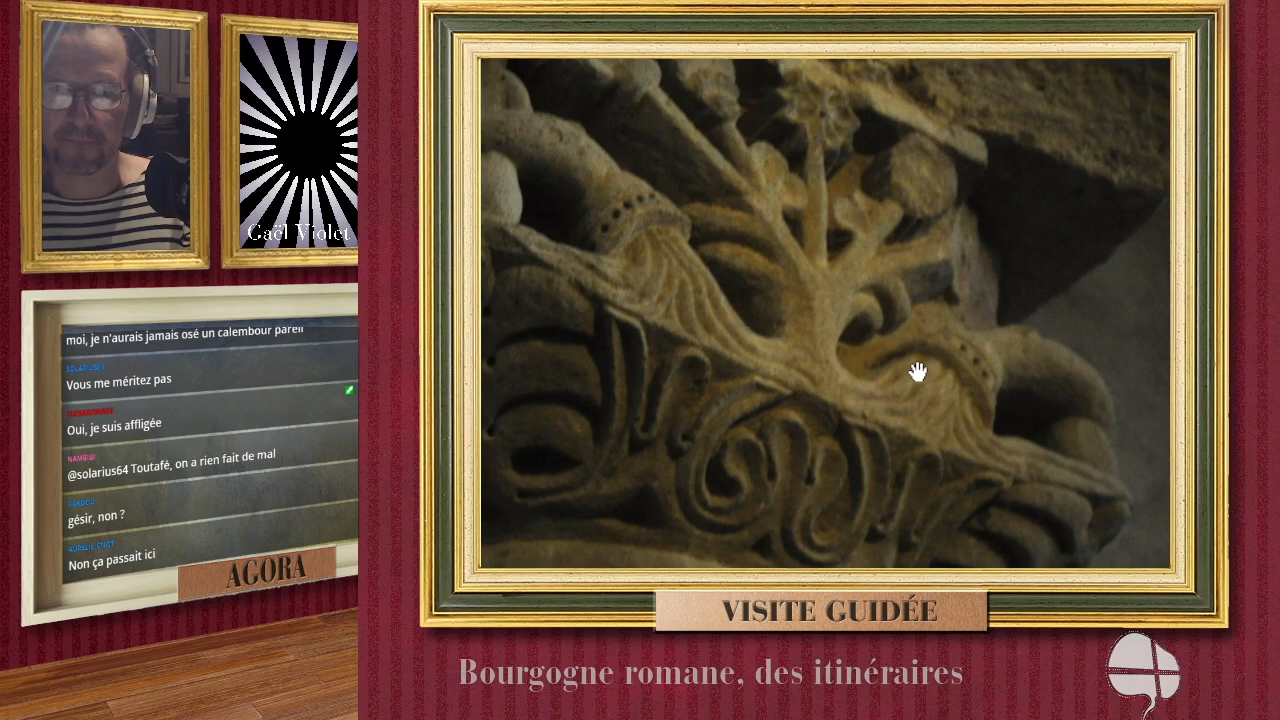 Gaël Violet
moi, je n'aurais jamais osé un calembour pareil
SOLARIUS64
Vous me méritez pas
Oui, je suis affligée
NAMBIBI
@solarius64 Toutafé, on a rien fait de mal
gésir, non ?
Non ça passait ici
AGORA
VISITE GUIDÉE
Bourgogne romane, des itinéraires